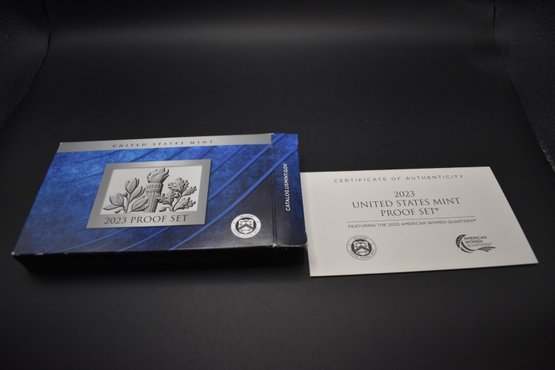 UNITED STATES MINT
2023 PROOF SET
CATALOG.USMINT.GOV
CERTIFICATE OF AUTHENTICITY
2023
UNITED STATES MINT
PROOF SET®
FEATURING THE 2023 AMERICAN WOMEN QUARTERS™
AMERICAN
WOMEN
QUARTERS™